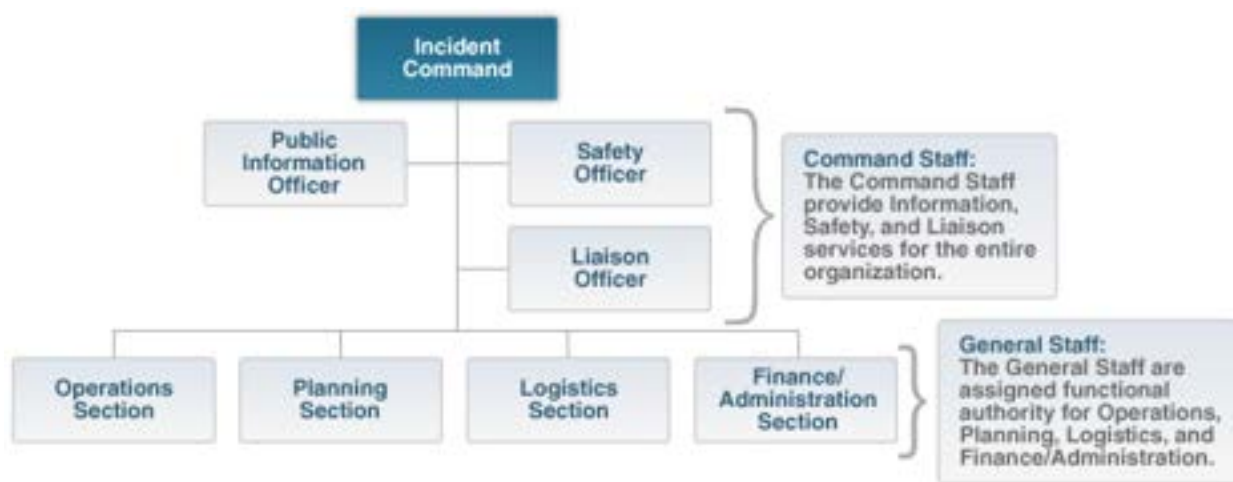 Incident
Command
Public
Information
Officer
Safety
Officer
Liaison
Officer
Command Staff:
The Command Staff
provide Information,
Safety, and Liaison
services for the entire
organization.
Operations
Section
Planning
Section
Logistics
Section
Finance/
Administration
Section
General Staff:
The General Staff are
assigned functional
authority for Operations,
Planning, Logistics, and
Finance/Administration.